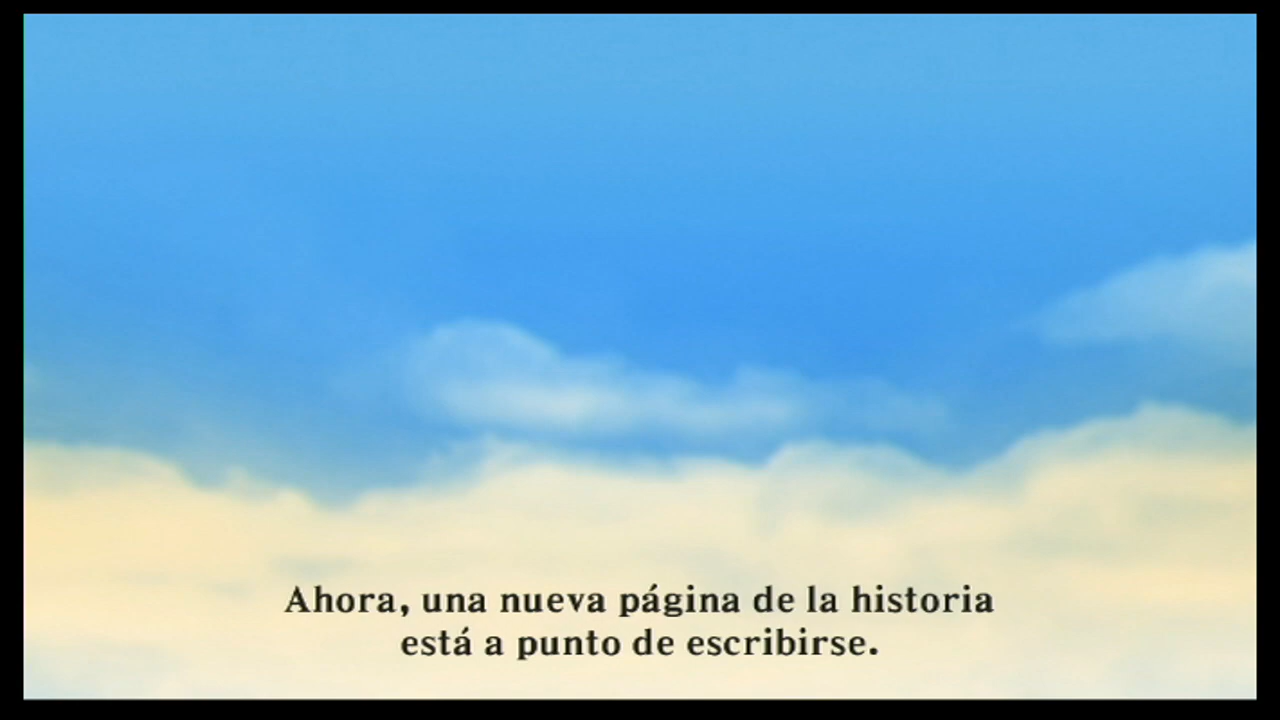 Ahora, una nueva página de la historia
está a punto de escribirse.